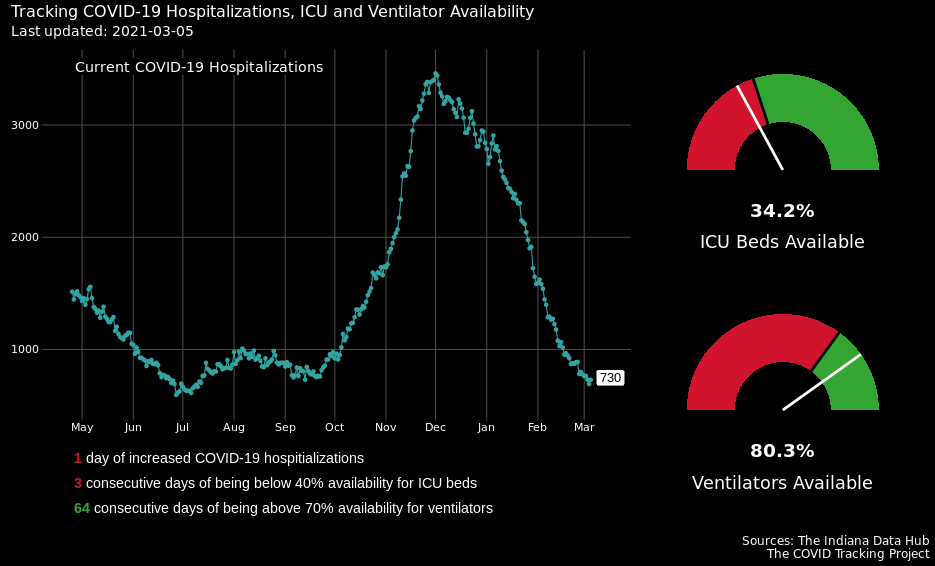 Tracking COVID-19 Hospitalizations, ICU and Ventilator Availability
Last updated: 2021-03-05
Current COVID-19 Hospitalizations
3000
2000
1000
730
May Jun Jul Aug Sep Oct Nov Dec Jan Feb Mar
1 day of increased COVID-19 hospitializations
3 consecutive days of being below 40% availability for ICU beds
64 consecutive days of being above 70% availability for ventilators
34.2%
ICU Beds Available
80.3%
Ventilators Available
Sources: The Indiana Data Hub
The COVID Tracking Project